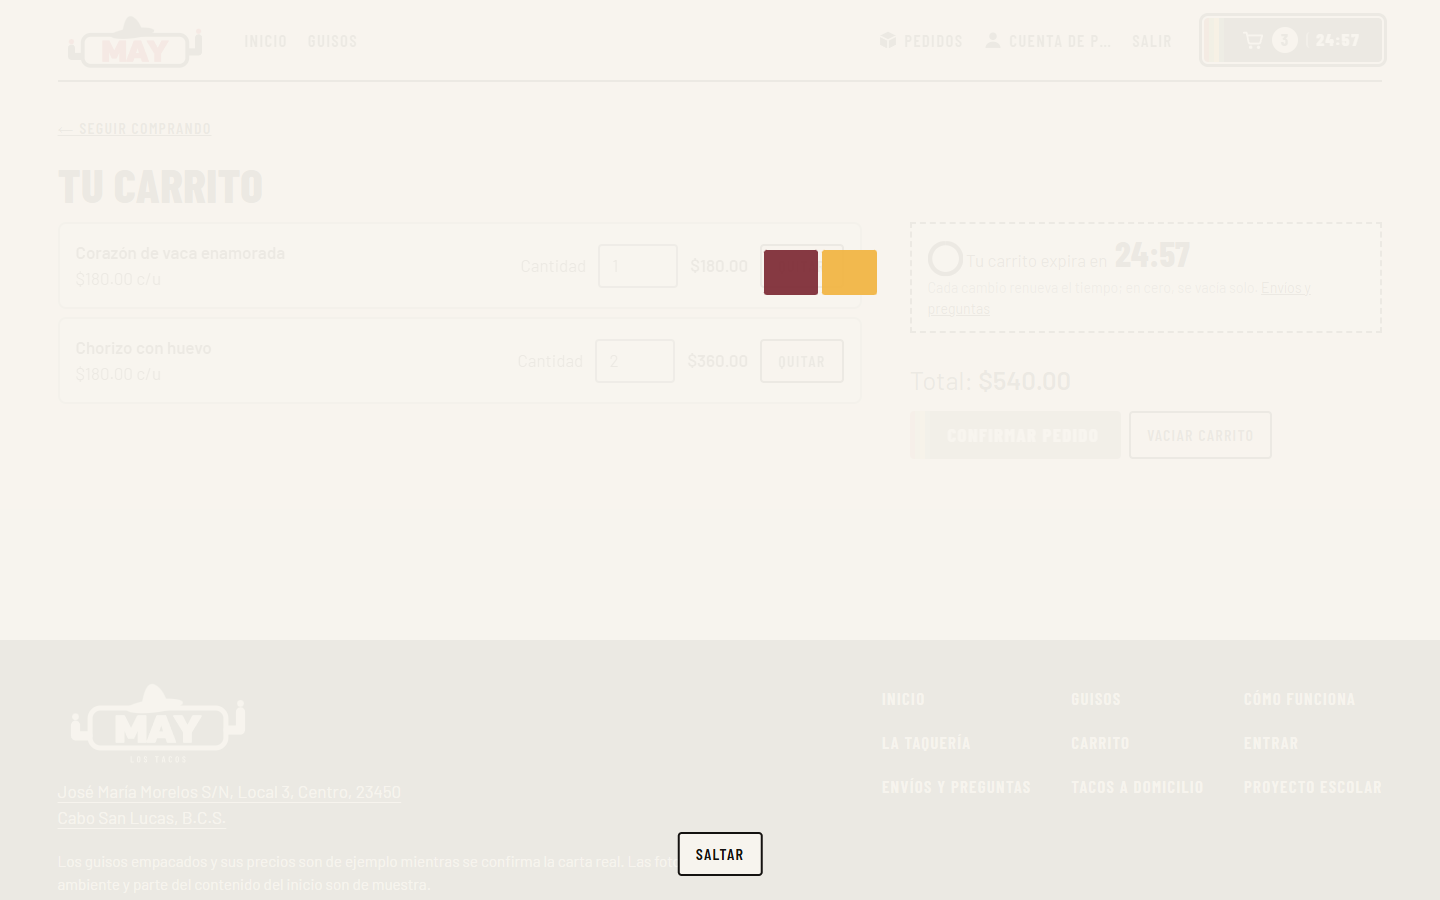 MAY
INICIO
GUISOS
PEDIDOS
CUENTA DE P...
SALIR
3
24:57
← SEGUIR COMPRANDO
TU CARRITO
Corazón de vaca enamorada
$180.00 c/u
Cantidad
1
$180.00
Chorizo con huevo
$180.00 c/u
Cantidad
2
$360.00
QUITAR
Tu carrito expira en 24:57
Cada cambio renueva el tiempo; en cero, se vacía solo. Envíos y
preguntas
Total: $540.00
CONFIRMAR PEDIDO
VACIAR CARRITO
MAY
LOS TACOS
José María Morelos S/N, Local 3, Centro, 23450
Cabo San Lucas, B.C.S.
Los guisos empacados y sus precios son de ejemplo mientras se confirma la carta real. Las
ambiente y parte del contenido del inicio son de muestra.
INICIO
GUISOS
CÓMO FUNCIONA
LA TAQUERÍA
CARRITO
ENTRAR
ENVÍOS Y PREGUNTAS
TACOS A DOMICILIO
PROYECTO ESCOLAR
SALTAR